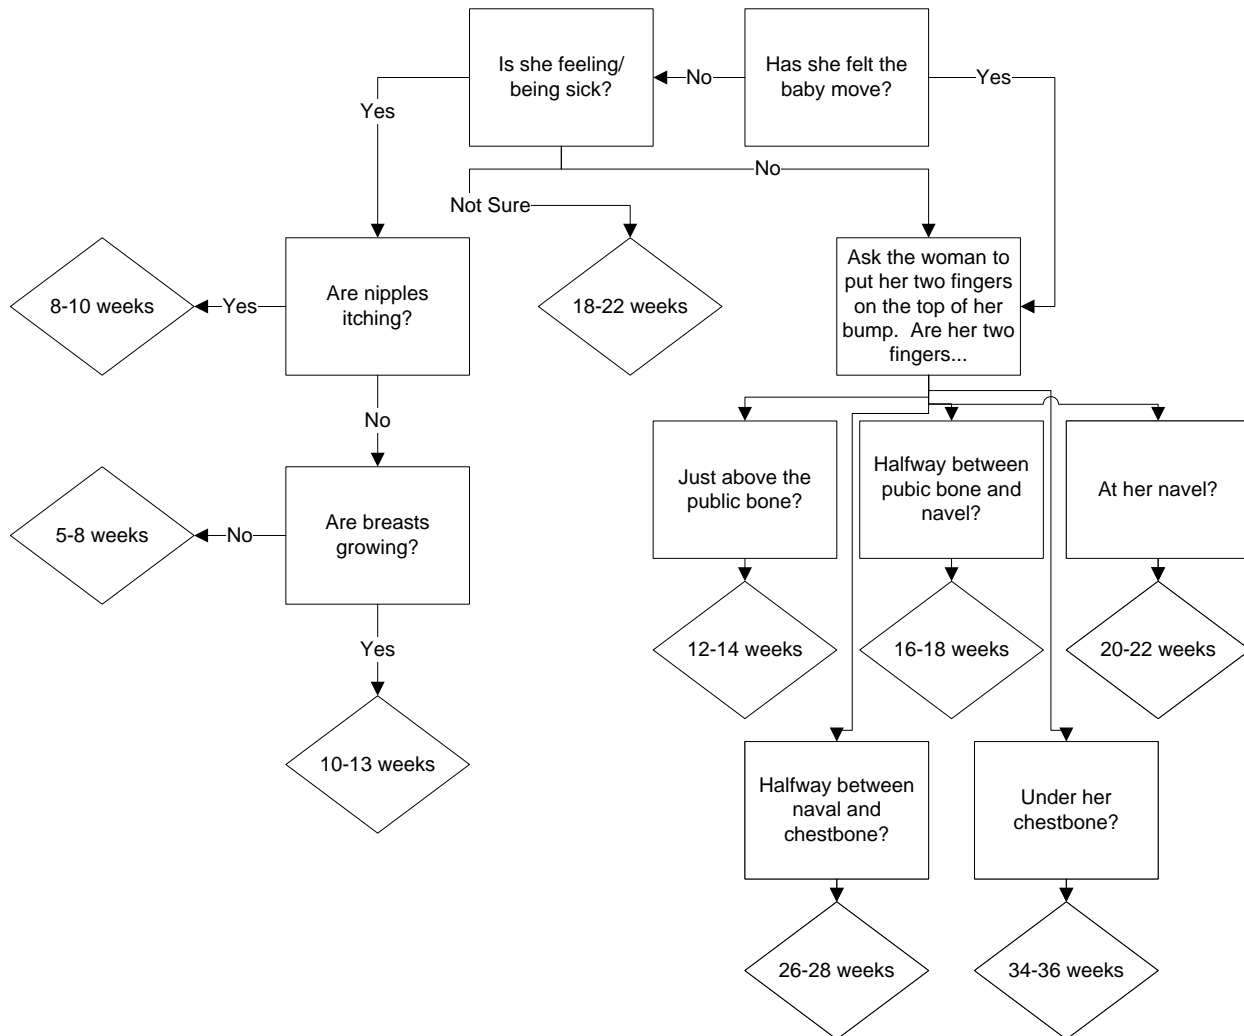 Is she feeling/
being sick?
No
Has she felt the
baby move?
Yes
Yes
No
Not Sure
8-10 weeks
Yes
Are nipples
itching?
18-22 weeks
Ask the woman to
put her two fingers
on the top of her
bump.  Are her two
fingers...
No
5-8 weeks
No
Are breasts
growing?
Just above the
public bone?
Halfway between
pubic bone and
navel?
At her navel?
Yes
12-14 weeks
16-18 weeks
20-22 weeks
10-13 weeks
Halfway between
naval and
chestbone?
Under her
chestbone?
26-28 weeks
34-36 weeks